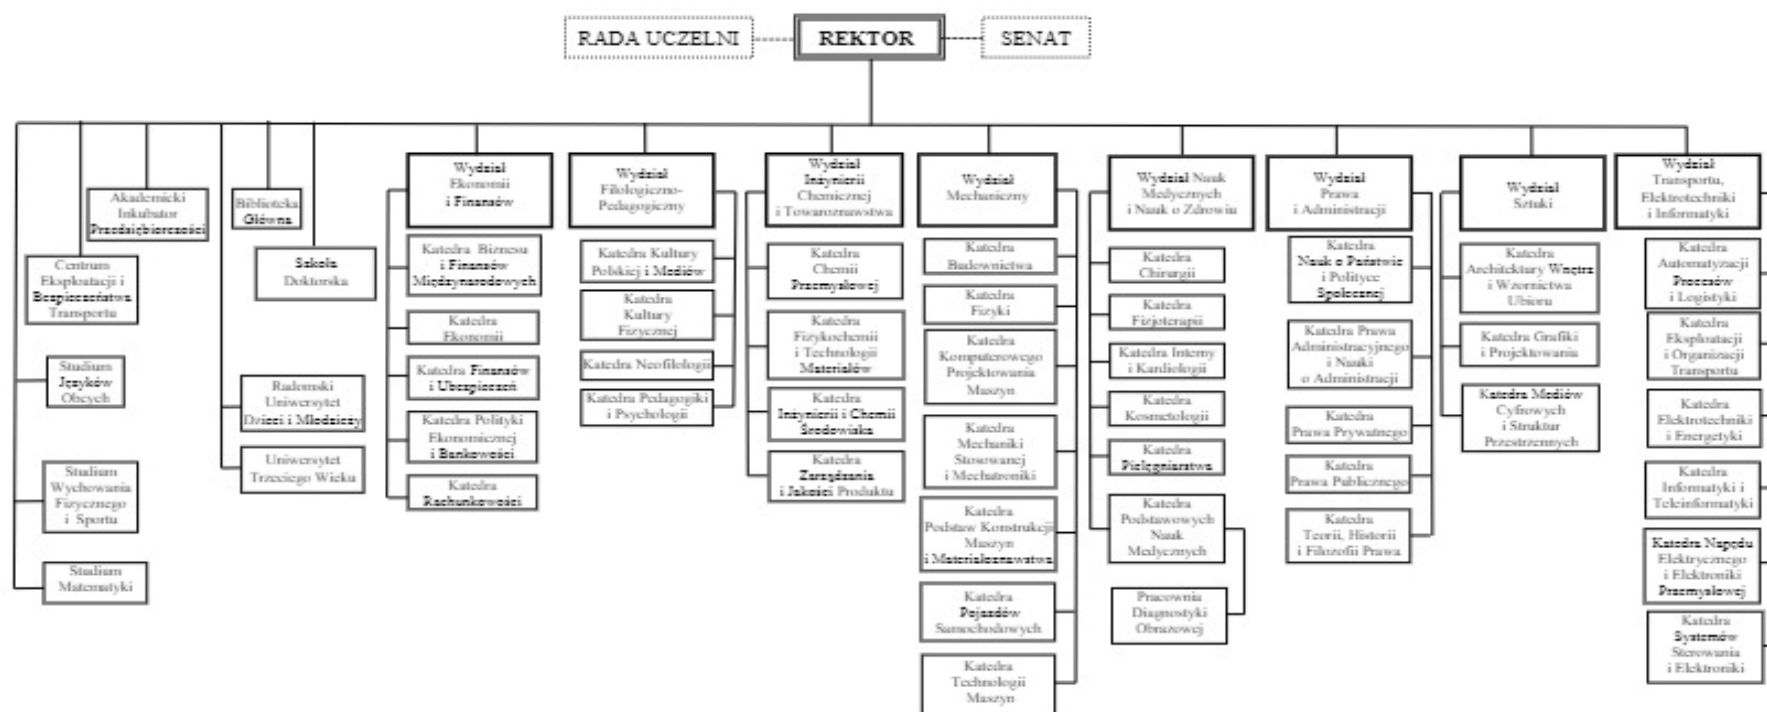 RADA UCZELNI
REKTOR
SENAT
Akademicki
Inkubator
Przedsiębiorczości
Biblioteka
Główna
Centrum
Eksploatacji i
Bezpieczeństwa
Transportu
Szkoła
Doktorska
Studium
Języków
Obcych
Radomski
Uniwersytet
Dzieci i Młodzieży
Studium
Wychowania
Fizycznego
i Sportu
Uniwersytet
Trzeciego Wieku
Studium
Matematyki
Wydział
Ekonomii
i Finansów
Katedra Biznesu
i Finansów
Międzynarodowych
Katedra
Ekonomii
Katedra Finansów
i Ubezpieczeń
Katedra Polityki
Ekonomicznej
i Bankowości
Katedra
Rachunkowości
Wydział
Filologiczno-
Pedagogiczny
Katedra Kultury
Polskiej i Mediów
Katedra
Kultury
Fizycznej
Katedra Neofilologii
Katedra Pedagogiki
i Psychologii
Wydział
Inżynierii
Chemicznej
i Towaroznawstwa
Katedra
Chemii
Przemysłowej
Katedra
Fizykochemii
i Technologii
Materiałów
Katedra
Inżynierii i Chemii
Środowiska
Katedra
Zarządzania
i Jakości Produktu
Wydział
Mechaniczny
Katedra
Budownictwa
Katedra
Fizyki
Katedra
Komputerowego
Projektowania
Maszyn
Katedra
Mechaniki
Stosowanej
i Mechatroniki
Katedra
Podstaw Konstrukcji
Maszyn
i Materiałoznawstwa
Katedra
Pojazdów
Samochodowych
Katedra
Technologii
Maszyn
Wydział Nauk
Medycznych
i Nauk o Zdrowiu
Katedra
Chirurgii
Katedra
Fizjoterapii
Katedra Interny
i Kardiologii
Katedra
Kosmetologii
Katedra
Pielęgniarstwa
Katedra
Podstawowych
Nauk
Medycznych
Pracownia
Diagnostyki
Obrazowej
Wydział
Prawa
i Administracji
Katedra
Nauk o Państwie
i Polityce
Społecznej
Katedra Prawa
Administracyjnego
i Nauki
o Administracji
Katedra
Prawa Prywatnego
Katedra
Prawa Publicznego
Katedra
Teorii, Historii
i Filozofii Prawa
Wydział
Sztuki
Katedra
Architektury Wnętrz
i Wzornictwa
Ubioru
Katedra Grafiki
i Projektowania
Katedra Mediów
Cyfrowych
i Struktur
Przestrzennych
Wydział
Transportu,
Elektrotechniki
i Informatyki
Katedra
Automatyzacji
Procesów
i Logistyki
Katedra
Eksploatacji
i Organizacji
Transportu
Katedra
Elektrotechniki
i Energetyki
Katedra
Informatyki i
Teleinformatyki
Katedra Napędu
Elektrycznego
i Elektroniki
Przemysłowej
Katedra
Systemów
Sterowania
i Elektroniki